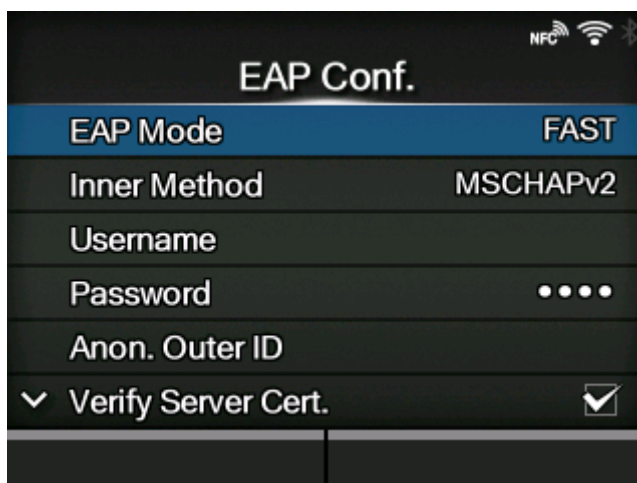 NFC
EAP Conf.
EAP Mode FAST
Inner Method MSCHAPv2
Username
Password ••••
Anon. Outer ID
Verify Server Cert.